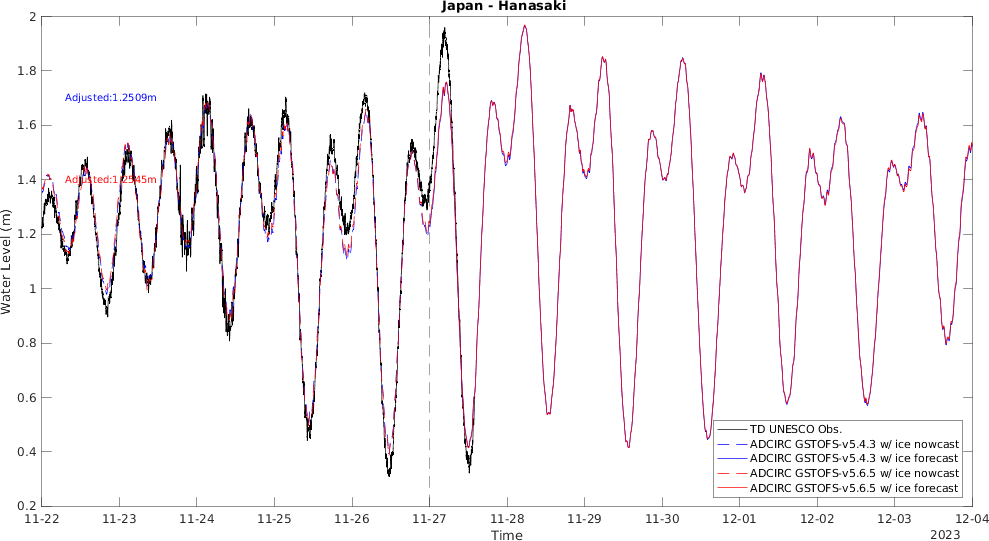 Japan - Hanasaki
2
1.8
1.6
1.4
1.2
1
0.8
0.6
0.4
0.2
Water Level (m)
Adjusted:1.2509m
Adjusted:1.2545m
TD UNESCO Obs.
ADCIRC GSTOFS-v5.4.3 w/ ice nowcast
ADCIRC GSTOFS-v5.4.3 w/ ice forecast
ADCIRC GSTOFS-v5.6.5 w/ ice nowcast
ADCIRC GSTOFS-v5.6.5 w/ ice forecast
11-22 11-23 11-24 11-25 11-26 11-27 11-28 11-29 11-30 12-01 12-02 12-03 12-04
Time
2023